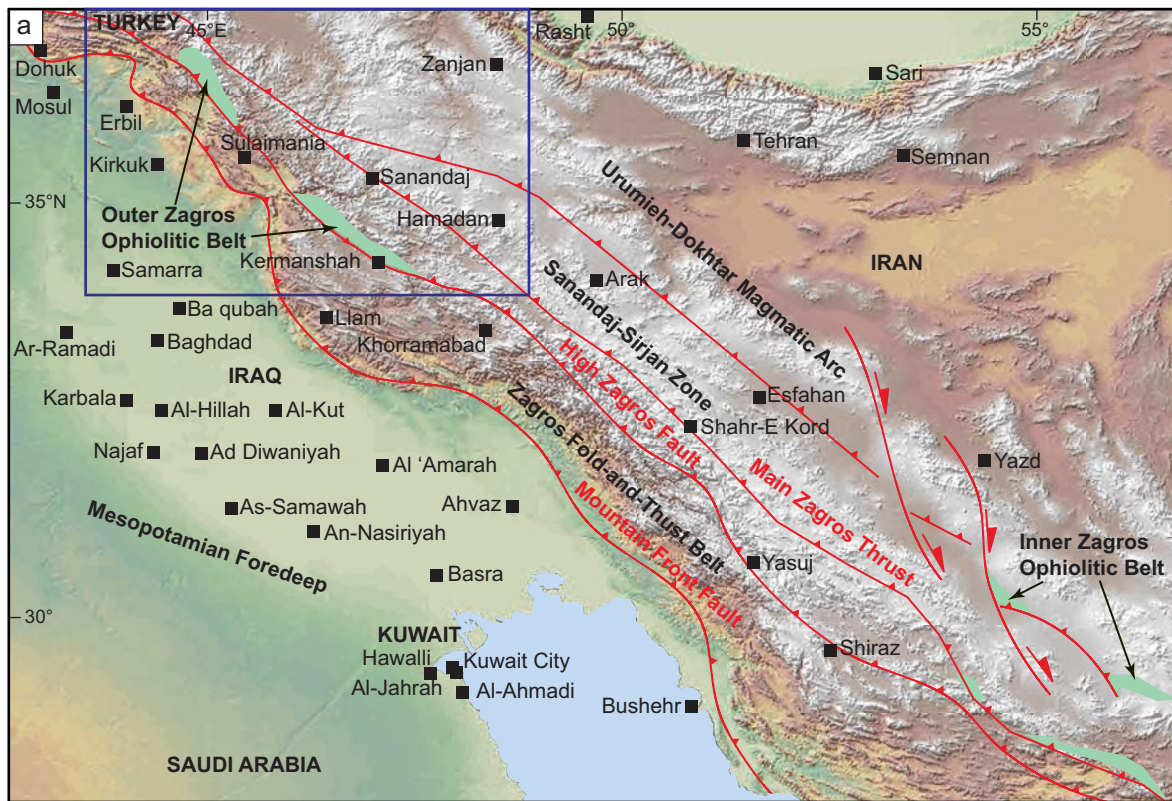 a
TURKEY
45°E
50
55
Rasht
Dohuk
Zanjan
Sari
Mosul
Erbil
Sulaimania
Tehran
Semnan
Kirkuk
Sanandaj
35°N
Outer Zagros
Ophiolitic Belt
Hamadan
Urumieh-Dokhtar Magmatic Arc
IRAN
Samarra
Kermanshah
Arak
Sanandaj-Sirjan Zone
Ba qubah
Llam
Ar-Ramadi
Baghdad
Khorramabad
IRAQ
High Zagros Fault
Karbala
Al-Hillah
Al-Kut
Esfahan
Zagros Fold-and-Thust Belt
Shahr-E Kord
Najaf
Ad Diwaniyah
Al ‘Amarah
Yazd
Main Zagros Thrust
Mountain Front Fault
As-Samawah
Ahvaz
Mesopotamian Foredeep
An-Nasiriyah
Inner Zagros
Ophiolitic Belt
Basra
Yasuj
30°
KUWAIT
Shiraz
Hawalli
Kuwait City
Al-Jahrah
Al-Ahmadi
Bushehr
SAUDI ARABIA